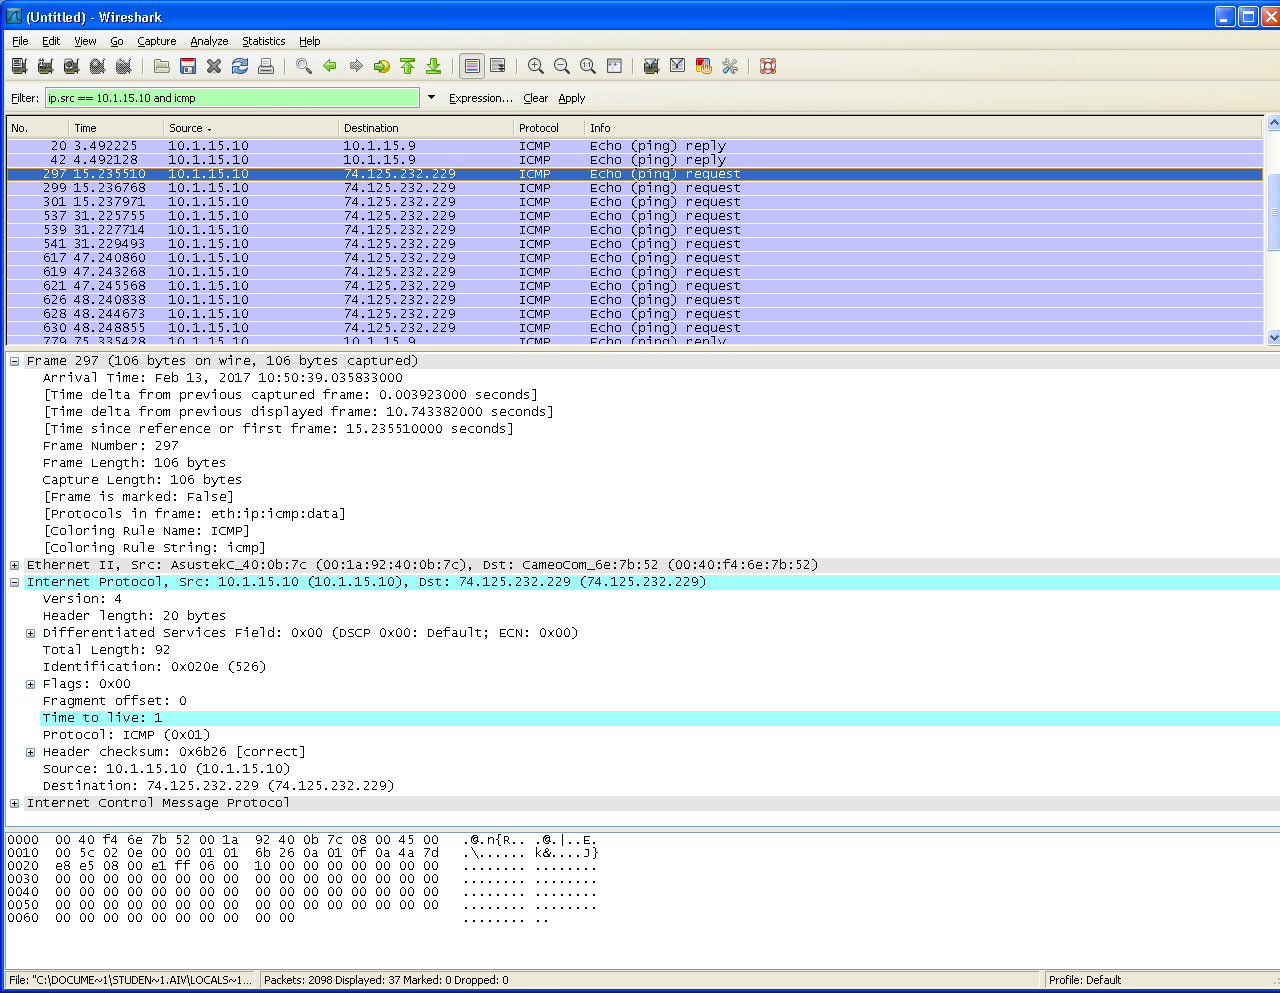 (Untitled) - Wireshark
File Edit View Go Capture Analyze Statistics Help
Filter: ip.src == 10.1.15.10 and icmp Expression... Clear Apply
No. Time Source Destination Protocol Info
20 3.492225 10.1.15.10 10.1.15.9 ICMP Echo (ping) reply
42 4.492128 10.1.15.10 10.1.15.9 ICMP Echo (ping) reply
297 15.235510 10.1.15.10 74.125.232.229 ICMP Echo (ping) request
299 15.236768 10.1.15.10 74.125.232.229 ICMP Echo (ping) request
301 15.237971 10.1.15.10 74.125.232.229 ICMP Echo (ping) request
537 31.225755 10.1.15.10 74.125.232.229 ICMP Echo (ping) request
539 31.227714 10.1.15.10 74.125.232.229 ICMP Echo (ping) request
541 31.229493 10.1.15.10 74.125.232.229 ICMP Echo (ping) request
617 47.240860 10.1.15.10 74.125.232.229 ICMP Echo (ping) request
619 47.243268 10.1.15.10 74.125.232.229 ICMP Echo (ping) request
621 47.245568 10.1.15.10 74.125.232.229 ICMP Echo (ping) request
626 48.240838 10.1.15.10 74.125.232.229 ICMP Echo (ping) request
628 48.244673 10.1.15.10 74.125.232.229 ICMP Echo (ping) request
630 48.248855 10.1.15.10 74.125.232.229 ICMP Echo (ping) request
779 75.335428 10.1.15.10 10.1.15.9 ICMP Echo (ping) reply
Frame 297 (106 bytes on wire, 106 bytes captured)
Arrival Time: Feb 13, 2017 10:50:39.035833000
[Time delta from previous captured frame: 0.003923000 seconds]
[Time delta from previous displayed frame: 10.743382000 seconds]
[Time since reference or first frame: 15.235510000 seconds]
Frame Number: 297
Frame Length: 106 bytes
Capture Length: 106 bytes
[Frame is marked: False]
[Protocols in frame: eth:ip:icmp:data]
[Coloring Rule Name: ICMP]
[Coloring Rule String: icmp]
Ethernet II, Src: AsustekC_40:0b:7c (00:1a:92:40:0b:7c), Dst: CameoCom_6e:7b:52 (00:40:f4:6e:7b:52)
Internet Protocol, Src: 10.1.15.10 (10.1.15.10), Dst: 74.125.232.229 (74.125.232.229)
Version: 4
Header length: 20 bytes
Differentiated Services Field: 0x00 (DSCP 0x00: Default; ECN: 0x00)
Total Length: 92
Identification: 0x020e (526)
Flags: 0x00
Fragment offset: 0
Time to live: 1
Protocol: ICMP (0x01)
Header checksum: 0x6b26 [correct]
Source: 10.1.15.10 (10.1.15.10)
Destination: 74.125.232.229 (74.125.232.229)
Internet Control Message Protocol
0000 00 40 f4 6e 7b 52 00 1a 92 40 0b 7c 08 00 45 00 .@.n{R.. .@.|..E.
0010 00 5c 02 0e 00 00 01 01 6b 26 0a 01 0f 0a 4a 7d .\...... k&....J}
0020 e8 e5 08 00 e1 ff 06 00 10 00 00 00 00 00 00 00 ........ ........
0030 00 00 00 00 00 00 00 00 00 00 00 00 00 00 00 00 ........ ........
0040 00 00 00 00 00 00 00 00 00 00 00 00 00 00 00 00 ........ ........
0050 00 00 00 00 00 00 00 00 00 00 00 00 00 00 00 00 ........ ........
0060 00 00 00 00 00 00 00 00 00 00 ........ ..
File: "C:\DOCUME~1\STUDEN~1.AIV\LOCALS~1... Packets: 2098 Displayed: 37 Marked: 0 Dropped: 0 Profile: Default